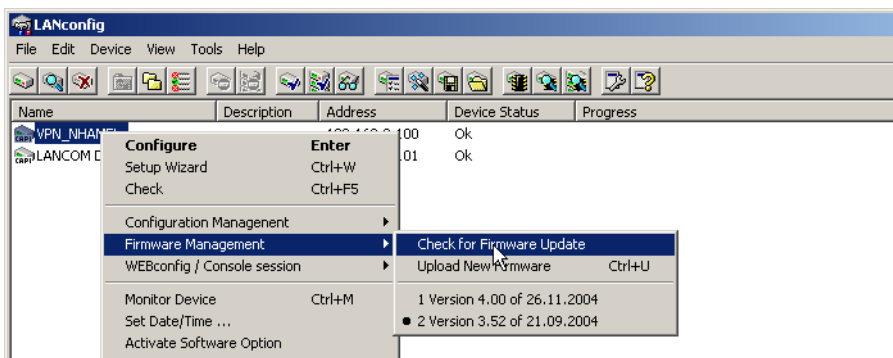 LANconfig
File Edit Device View Tools Help
Name Description Address Device Status Progress
VPN_NHAMEL .100 Ok
LANCOM D .01 Ok
Configure Enter
Setup Wizard Ctrl+W
Check Ctrl+F5
Configuration Managenent
Firmware Management
WEBconfig / Console session
Monitor Device Ctrl+M
Set Date/Time ...
Activate Software Option
Check for Firmware Update
Upload New Firmware Ctrl+U
1 Version 4.00 of 26.11.2004
2 Version 3.52 of 21.09.2004